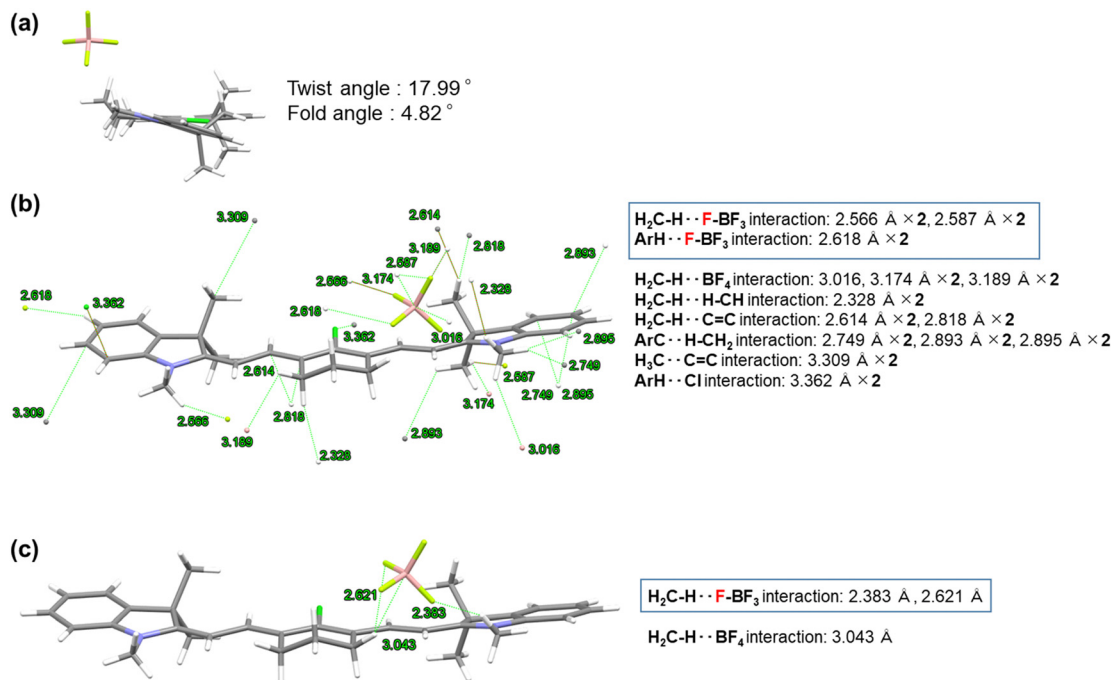 (a)
Twist angle : 17.99°
Fold angle : 4.82°
(b)
3.309
2.614
3.189
2.818
2.893
2.587
3.174
2.566
2.328
2.618
3.362
2.618
3.362
3.016
2.895
2.749
2.614
2.587
3.309
2.566
2.818
3.174
2.749
2.895
3.189
2.893
3.016
2.328
H₂C-H··F-BF₃ interaction: 2.566 Å ×2, 2.587 Å ×2
ArH··F-BF₃ interaction: 2.618 Å ×2
H₂C-H··BF₄ interaction: 3.016, 3.174 Å ×2, 3.189 Å ×2
H₂C-H··H-CH interaction: 2.328 Å ×2
H₂C-H··C=C interaction: 2.614 Å ×2, 2.818 Å ×2
ArC··H-CH₂ interaction: 2.749 Å ×2, 2.893 Å ×2, 2.895 Å ×2
H₃C··C=C interaction: 3.309 Å ×2
ArH··Cl interaction: 3.362 Å ×2
(c)
2.621
2.383
3.043
H₂C-H··F-BF₃ interaction: 2.383 Å, 2.621 Å
H₂C-H··BF₄ interaction: 3.043 Å